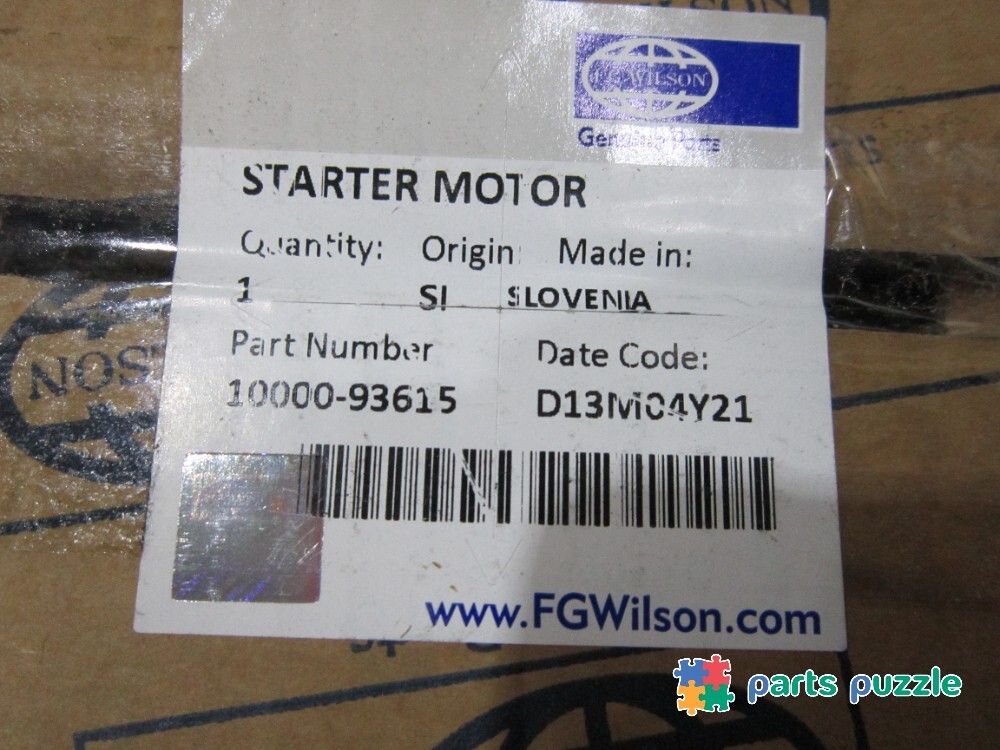 F.G. WILSON
Genuine Parts
STARTER MOTOR
Quantity: Origin: Made in:
1 SI SLOVENIA
Part Number Date Code:
10000-93615 D13M04Y21
www.FGWilson.com
parts puzzle